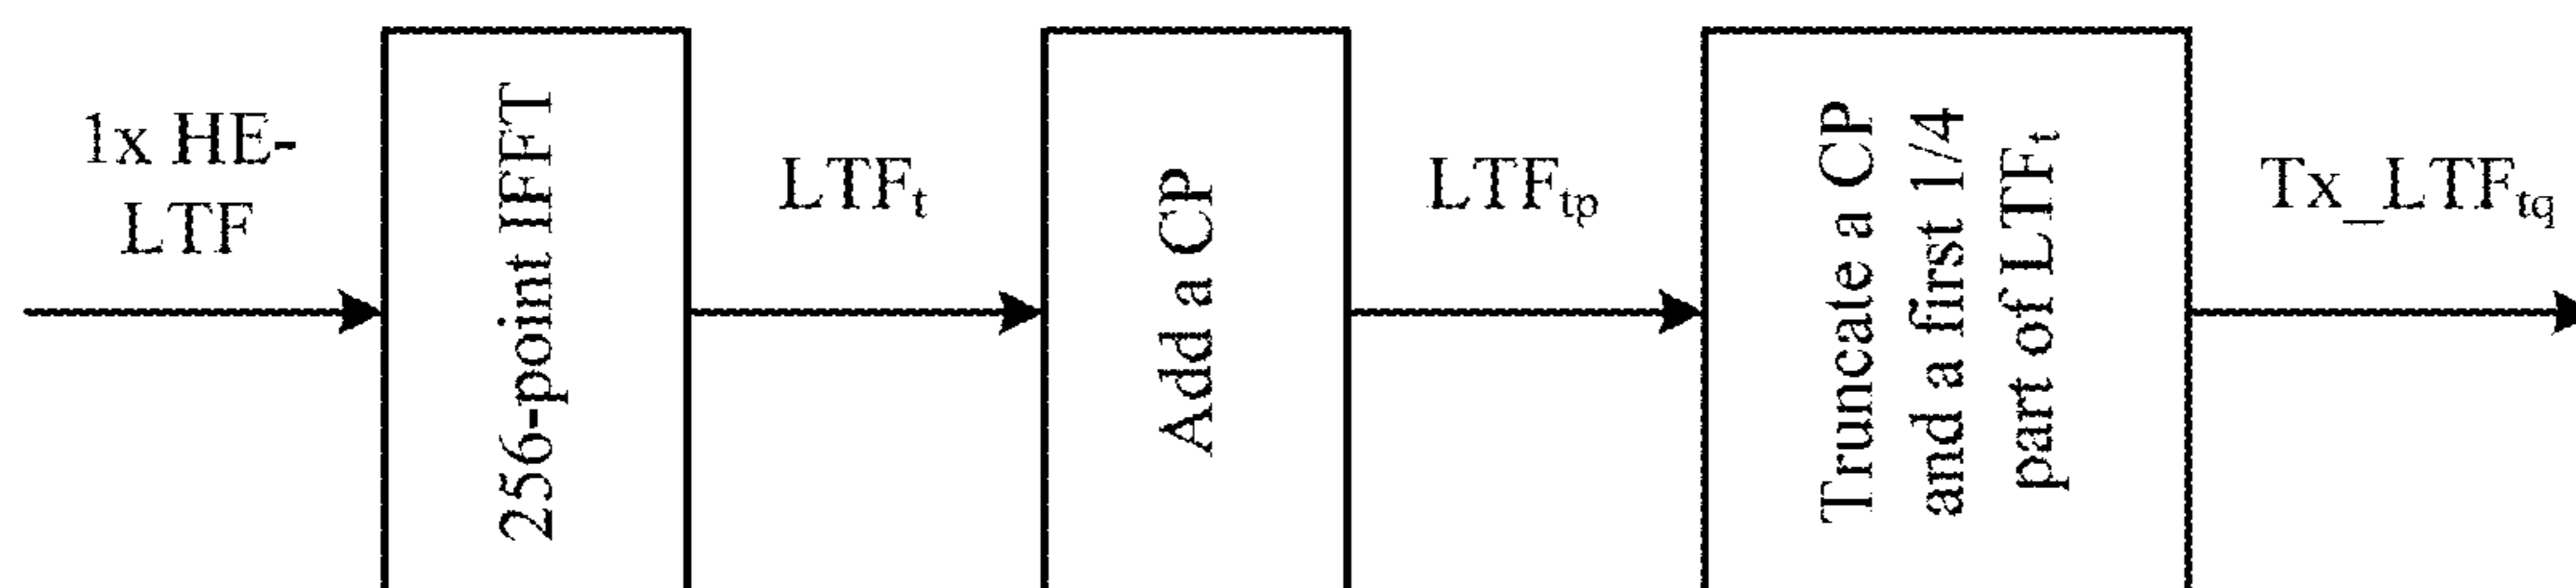 1x HE-
LTF
256-point IFFT
LTFt
Add a CP
LTFtp
Truncate a CP
and a first 1/4
part of LTFt
Tx_LTFtq